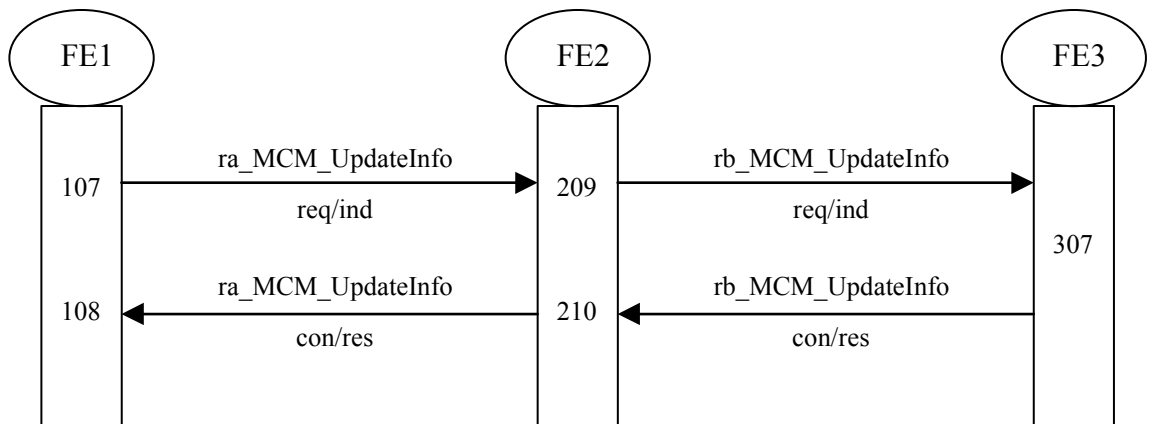 FE1
FE2
FE3
ra_MCM_UpdateInfo
rb_MCM_UpdateInfo
107
209
req/ind
req/ind
307
ra_MCM_UpdateInfo
rb_MCM_UpdateInfo
108
210
con/res
con/res